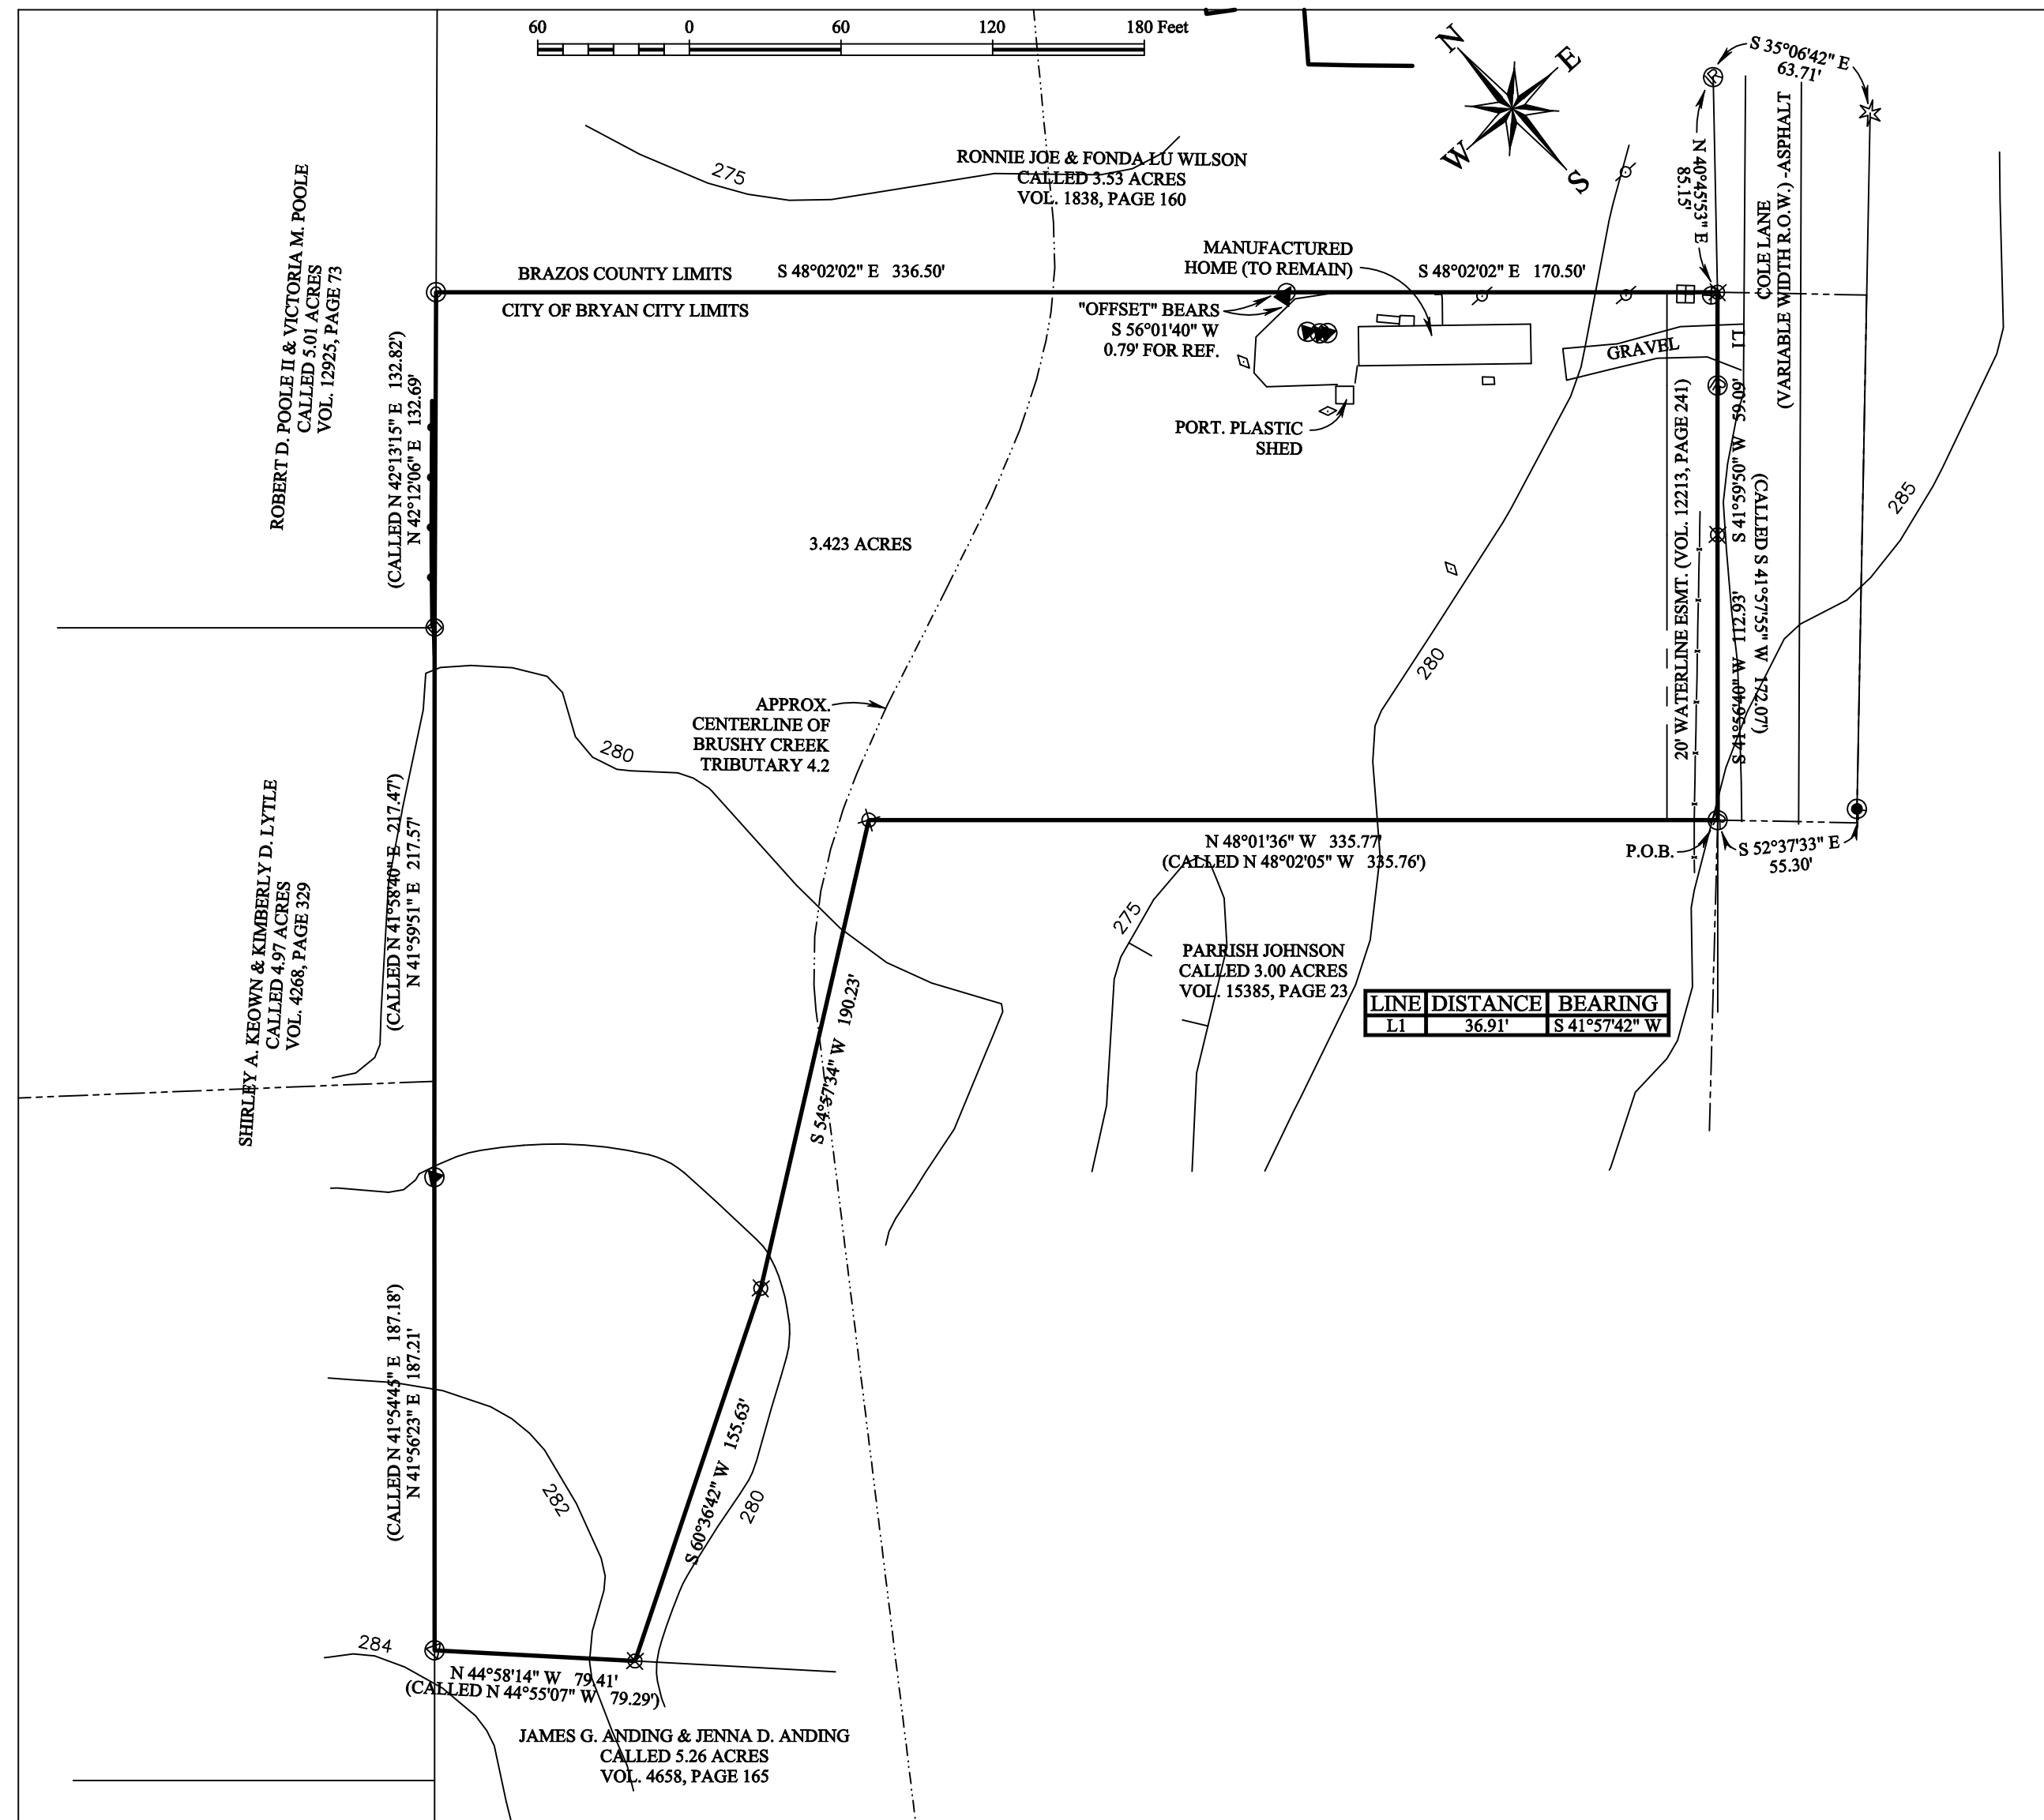 60 0 60 120 180 Feet
N
E
W
S
S 35°06'42" E
63.71'
N 40°45'53" E
85.15'
COLE LANE
(VARIABLE WIDTH R.O.W.) - ASPHALT
275
RONNIE JOE & FONDA LU WILSON
CALLED 3.53 ACRES
VOL. 1838, PAGE 160
ROBERT D. POOLE II & VICTORIA M. POOLE
CALLED 5.01 ACRES
VOL. 12925, PAGE 73
BRAZOS COUNTY LIMITS
S 48°02'02" E 336.50'
CITY OF BRYAN CITY LIMITS
MANUFACTURED
HOME (TO REMAIN)
S 48°02'02" E 170.50'
"OFFSET" BEARS
S 56°01'40" W
0.79' FOR REF.
GRAVEL
L1
PORT. PLASTIC
SHED
(CALLED N 42°13'15" E 132.82')
N 42°12'06" E 132.69'
20' WATERLINE ESMT. (VOL. 12213, PAGE 241)
S 41°59'50" W 59.09'
(CALLED S 41°57'55" W 172.07')
S 41°56'40" W 112.93'
285
3.423 ACRES
280
APPROX.
CENTERLINE OF
BRUSHY CREEK
TRIBUTARY 4.2
280
SHIRLEY A. KEOWN & KIMBERLY D. LYTLE
CALLED 4.97 ACRES
VOL. 4268, PAGE 329
(CALLED N 41°58'40" E 217.47')
N 41°59'51" E 217.57'
N 48°01'36" W 335.77'
(CALLED N 48°02'05" W 335.76')
P.O.B.
S 52°37'33" E
55.30'
275
PARRISH JOHNSON
CALLED 3.00 ACRES
VOL. 15385, PAGE 23
LINE DISTANCE BEARING
L1 36.91' S 41°57'42" W
S 54°57'34" W 190.23'
(CALLED N 41°54'45" E 187.18')
N 41°56'23" E 187.21'
S 60°36'42" W 155.63'
282
280
284
N 44°58'14" W 79.41'
(CALLED N 44°55'07" W 79.29')
JAMES G. ANDING & JENNA D. ANDING
CALLED 5.26 ACRES
VOL. 4658, PAGE 165